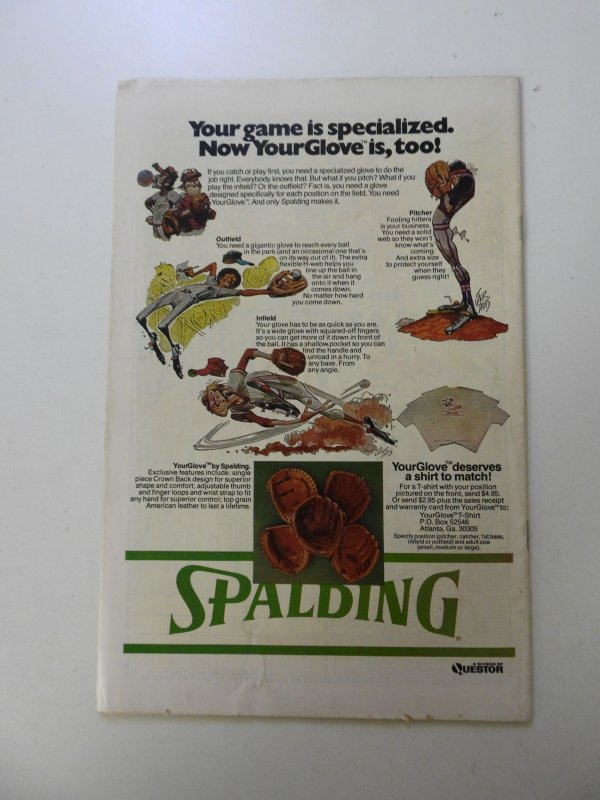 Your game is specialized.
Now YourGlove™ is, too!
If you catch or play first, you need a specialized glove to do the
job right. Everybody knows that. But what if you pitch? What if you
play the infield? Or the outfield? Fact is, you need a glove
designed specifically for each position on the field. You need
YourGlove™. And only Spalding makes it.
Pitcher
Fooling hitters
is your business.
You need a solid
web so they won't
know what's
coming.
And extra size
to protect yourself
when they
guess right!
Outfield
You need a gigantic glove to reach every ball
in the park (and an occasional one that's
on its way out of it). The extra
flexible H-web helps you
line up the ball in
the air and hang
onto it when it
comes down.
No matter how hard
you come down.
Infield
Your glove has to be as quick as you are.
It's a wide glove with squared-off fingers
so you can get more of it down in front of
the ball. It has a shallow pocket so you can
find the handle and
unload in a hurry. To
any base. From
any angle.
YourGlove™ by Spalding.
Exclusive features include: single
piece Crown Back design for superior
shape and comfort; adjustable thumb
and finger loops and wrist strap to fit
any hand for superior control; top grain
American leather to last a lifetime.
YourGlove™ deserves
a shirt to match!
For a T-shirt with your position
pictured on the front, send $4.95.
Or send $2.95 plus the sales receipt
and warranty card from YourGlove™ to:
YourGlove™ T-Shirt
P.O. Box 52546
Atlanta, Ga. 30305
Specify position (pitcher, catcher, 1st base,
infield or outfield) and adult size
(small, medium or large).
SPALDING®
A DIVISION OF
QUESTOR